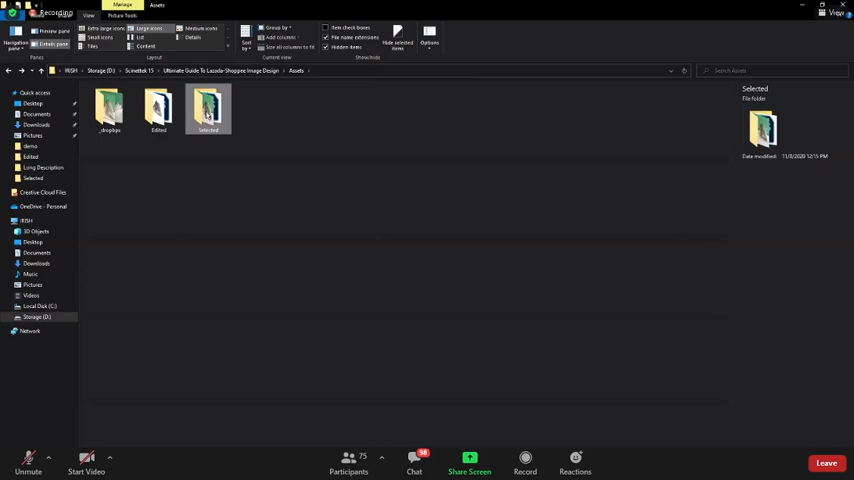 Recording
Manage
Assets
View
Home
Share
View
Picture Tools
Navigation pane
Preview pane
Details pane
Panes
Extra large icons
Large icons
Medium icons
Small icons
List
Details
Tiles
Content
Layout
Sort by
Group by
Add columns
Size all columns to fit
Current view
Item check boxes
File name extensions
Hidden items
Hide selected items
Show/hide
Options
IRISH
Storage (D:)
Scinettek 15
Ultimate Guide To Lazada-Shoppee Image Design
Assets
Search Assets
Quick access
Desktop
Documents
Downloads
Pictures
demo
Edited
Long Description
Selected
Creative Cloud Files
OneDrive - Personal
IRISH
3D Objects
Desktop
Documents
Downloads
Music
Pictures
Videos
Local Disk (C:)
Storage (D:)
Network
_dropbps
Edited
Selected
Selected
File folder
Date modified: 11/8/2020 12:15 PM
Unmute
Start Video
75
Participants
98
Chat
Share Screen
Record
Reactions
Leave